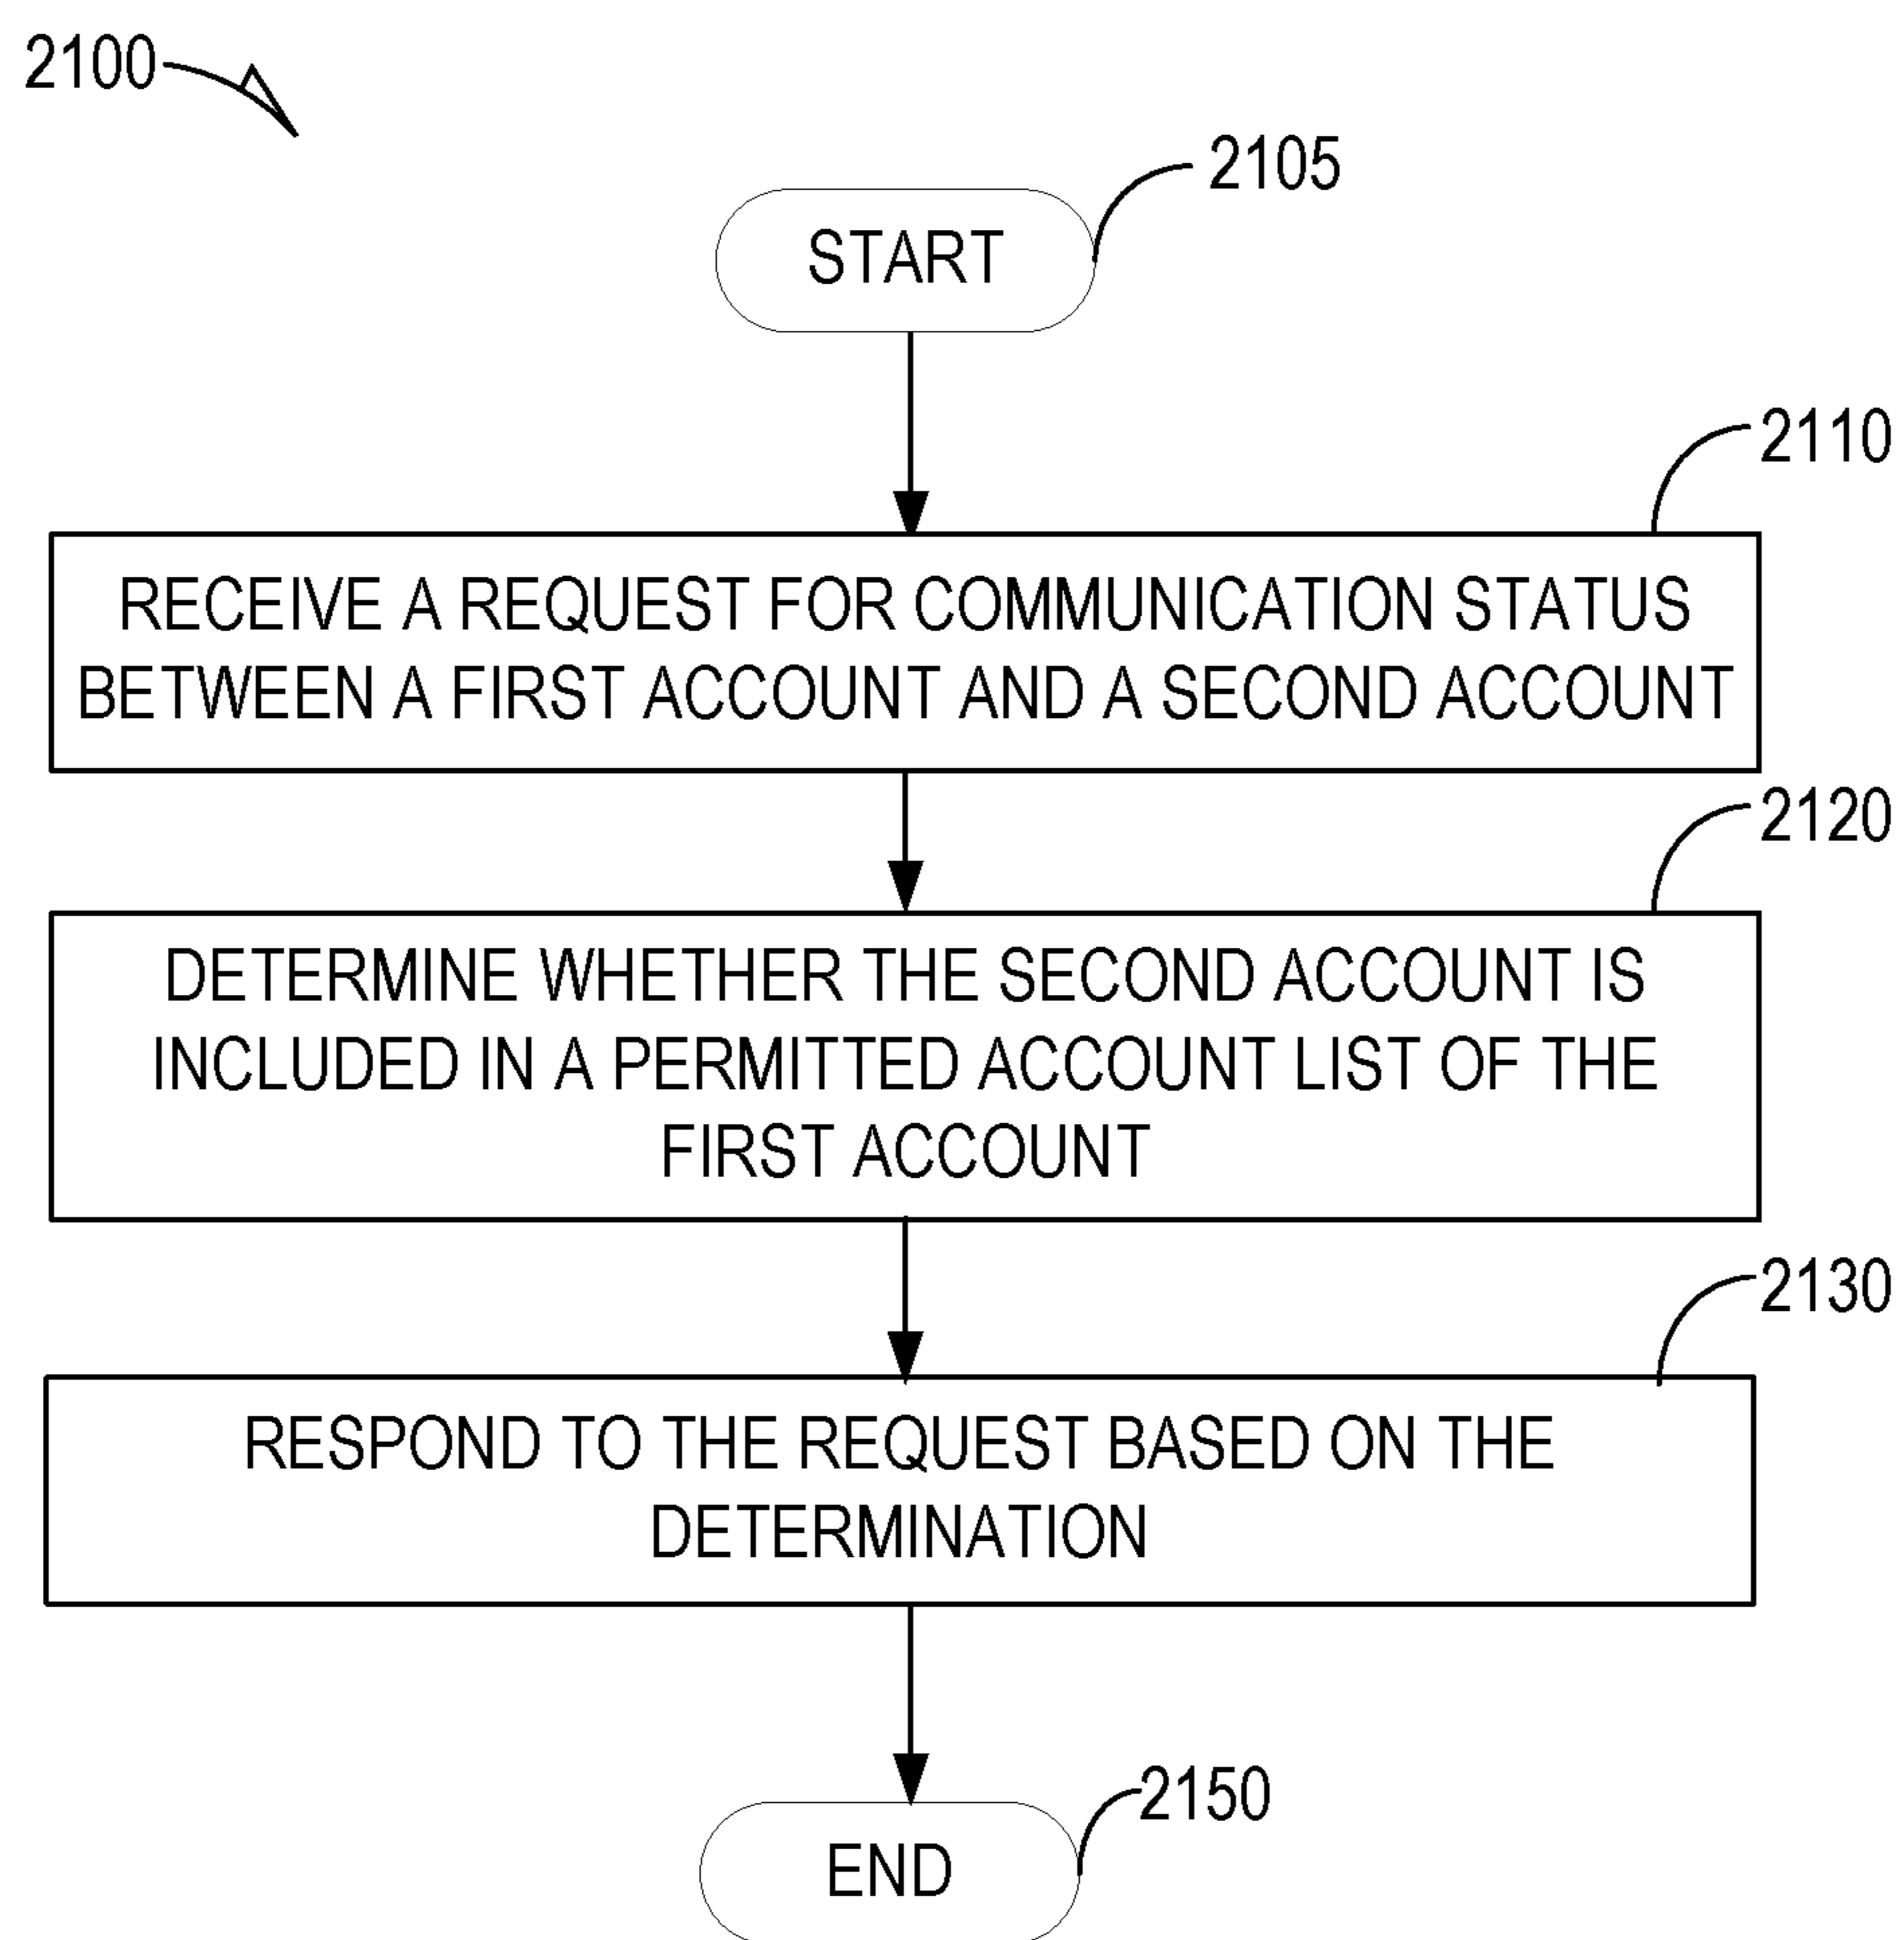 2100
2105
START
2110
RECEIVE A REQUEST FOR COMMUNICATION STATUS
BETWEEN A FIRST ACCOUNT AND A SECOND ACCOUNT
2120
DETERMINE WHETHER THE SECOND ACCOUNT IS
INCLUDED IN A PERMITTED ACCOUNT LIST OF THE
FIRST ACCOUNT
2130
RESPOND TO THE REQUEST BASED ON THE
DETERMINATION
2150
END